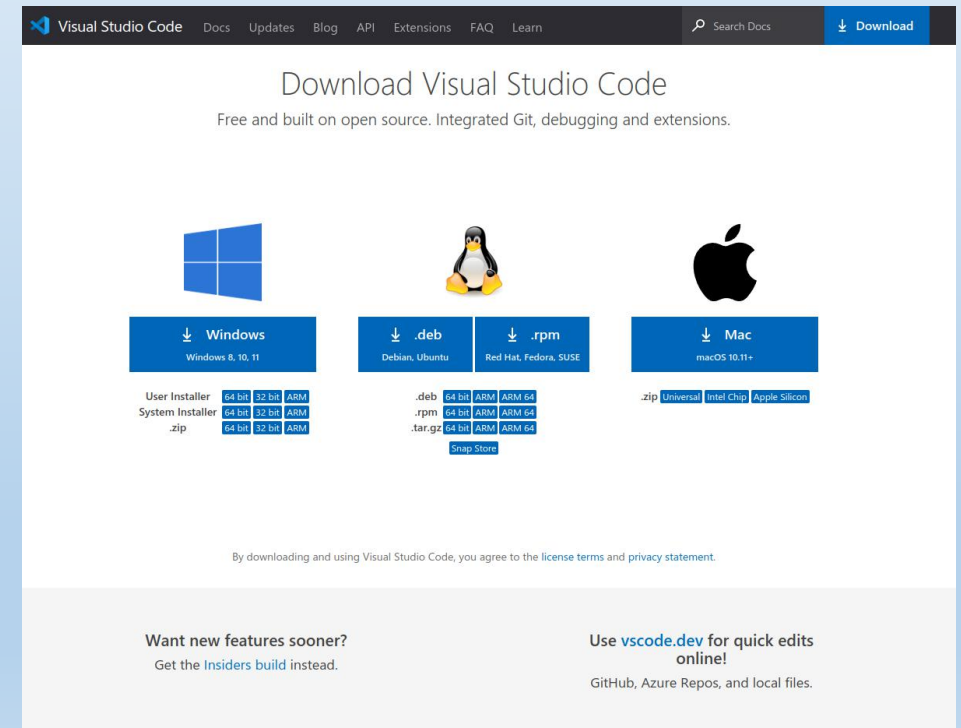 Visual Studio Code Docs Updates Blog API Extensions FAQ Learn Search Docs Download
Download Visual Studio Code
Free and built on open source. Integrated Git, debugging and extensions.
Windows
Windows 8, 10, 11
User Installer 64 bit 32 bit ARM
System Installer 64 bit 32 bit ARM
.zip 64 bit 32 bit ARM
.deb
Debian, Ubuntu
.rpm
Red Hat, Fedora, SUSE
.deb 64 bit ARM ARM 64
.rpm 64 bit ARM ARM 64
.tar.gz 64 bit ARM ARM 64
Snap Store
Mac
macOS 10.11+
.zip Universal Intel Chip Apple Silicon
By downloading and using Visual Studio Code, you agree to the license terms and privacy statement.
Want new features sooner?
Get the Insiders build instead.
Use vscode.dev for quick edits
online!
GitHub, Azure Repos, and local files.